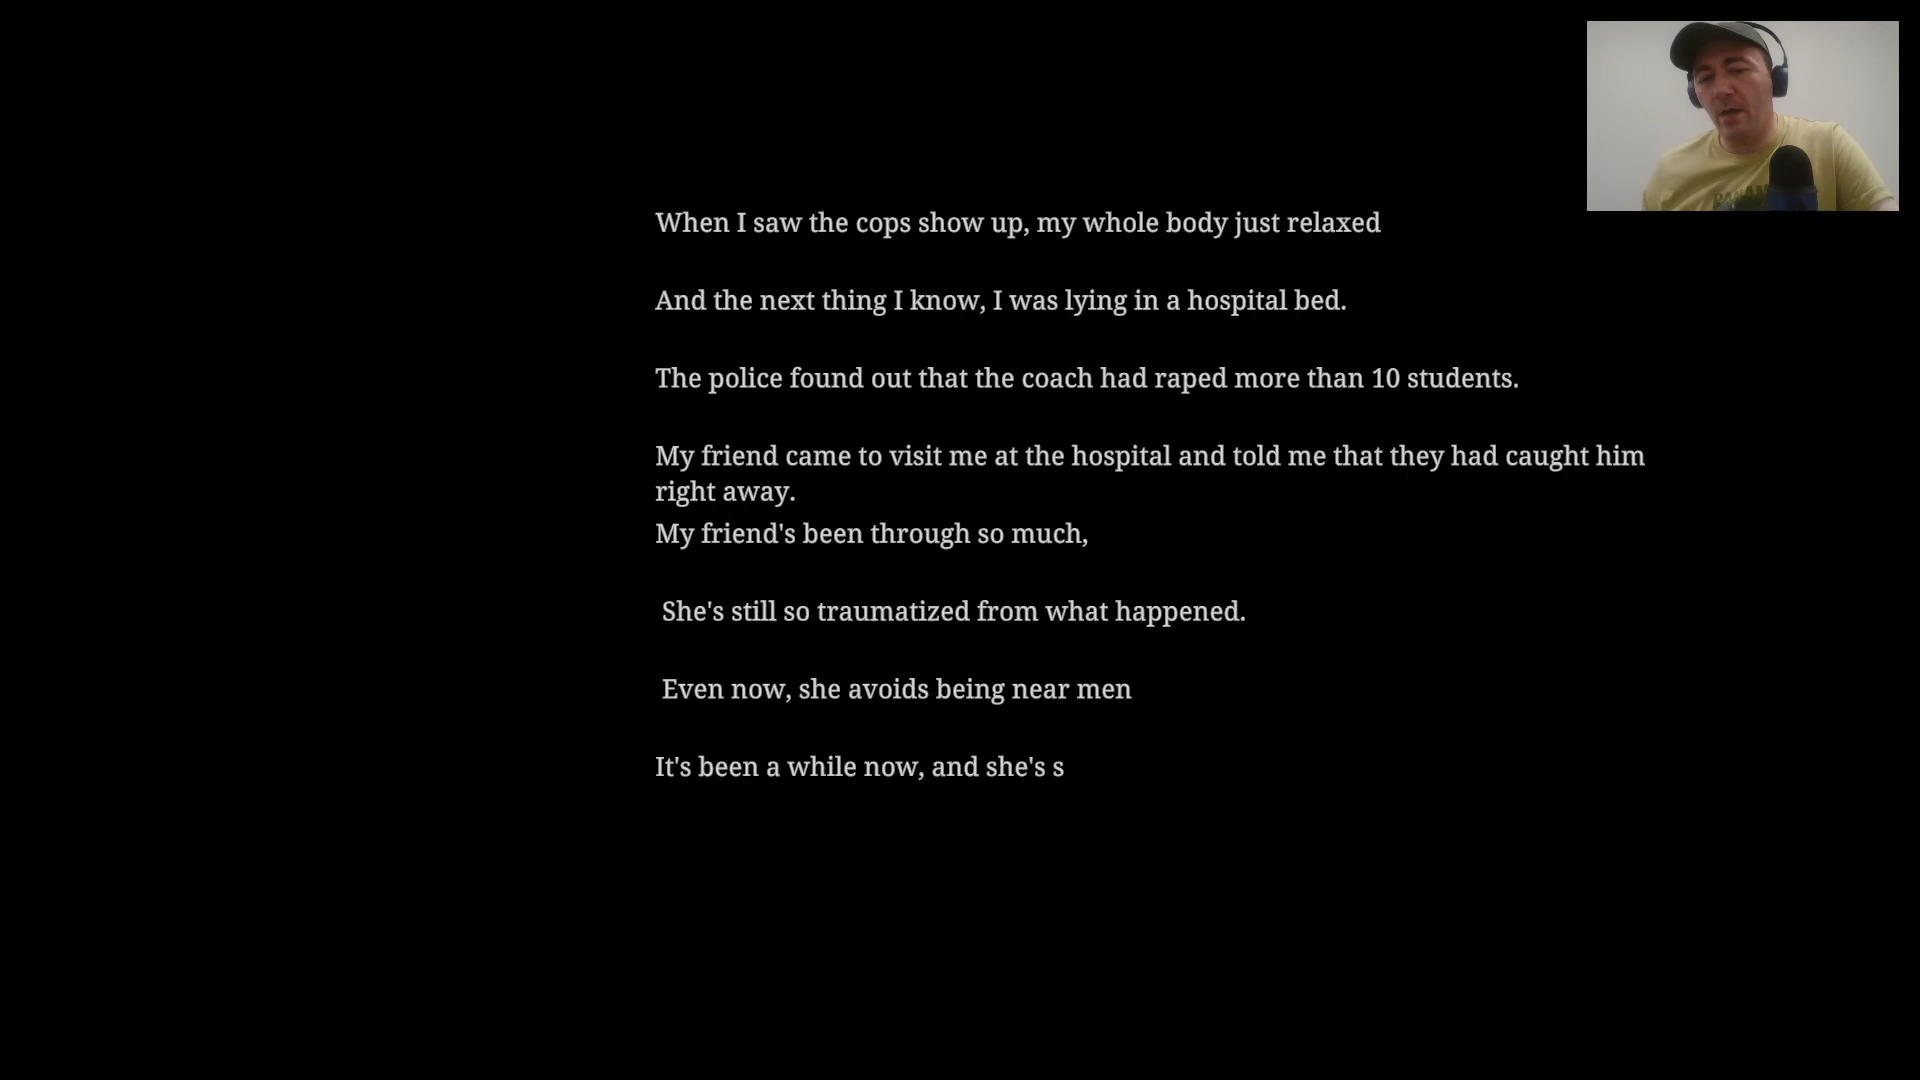 When I saw the cops show up, my whole body just relaxed
And the next thing I know, I was lying in a hospital bed.
The police found out that the coach had raped more than 10 students.
My friend came to visit me at the hospital and told me that they had caught him
right away.
My friend's been through so much,
She's still so traumatized from what happened.
Even now, she avoids being near men
It's been a while now, and she's s